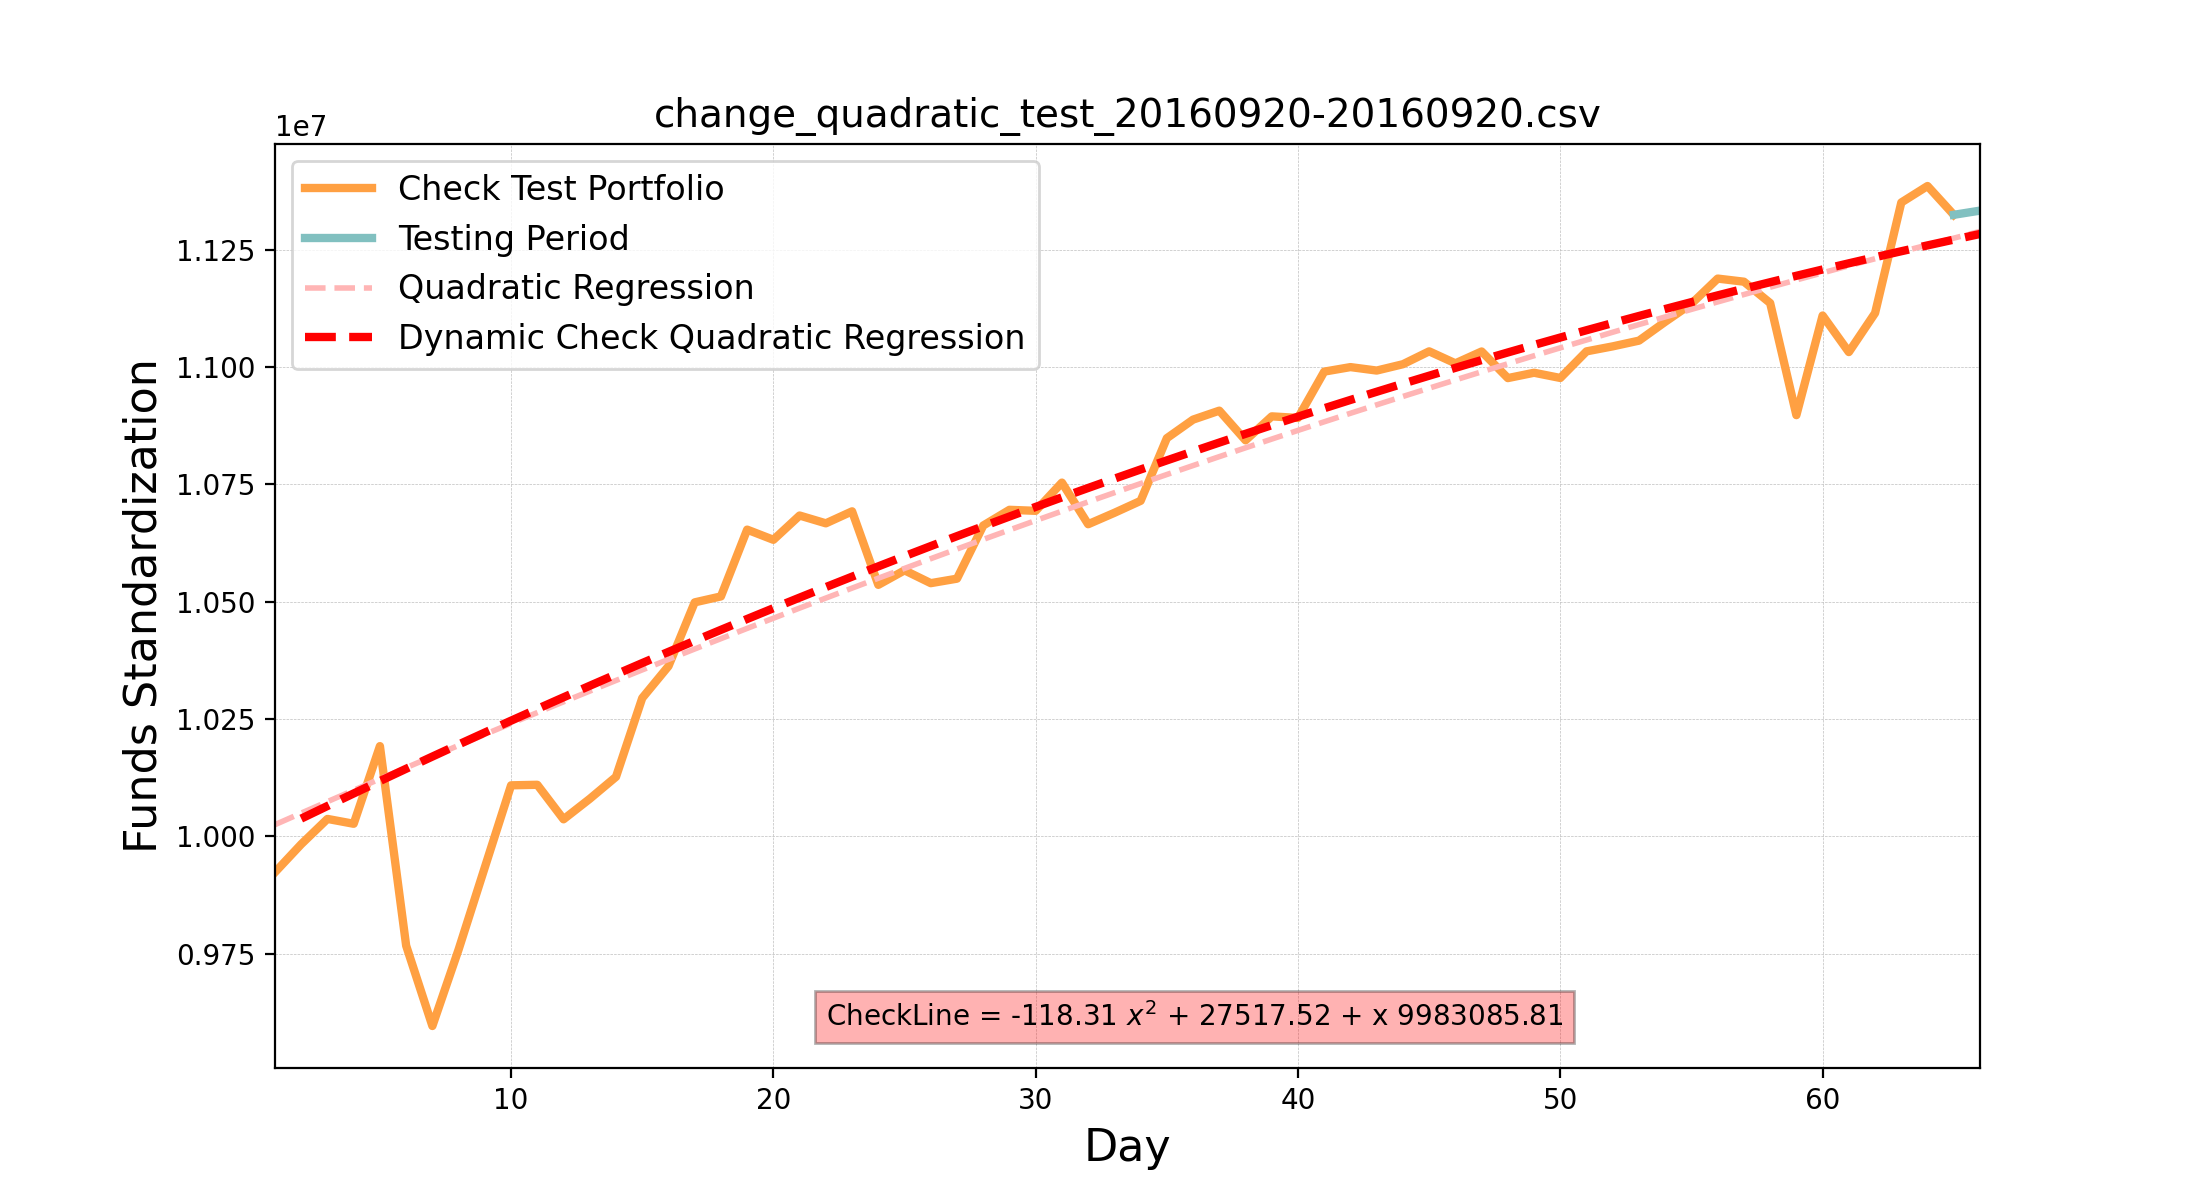 change_quadratic_test_20160920-20160920.csv
1e7
Check Test Portfolio
Testing Period
Quadratic Regression
Dynamic Check Quadratic Regression
1.125
1.100
1.075
1.050
1.025
1.000
0.975
Funds Standardization
CheckLine = -118.31 x² + 27517.52 + x 9983085.81
10 20 30 40 50 60
Day